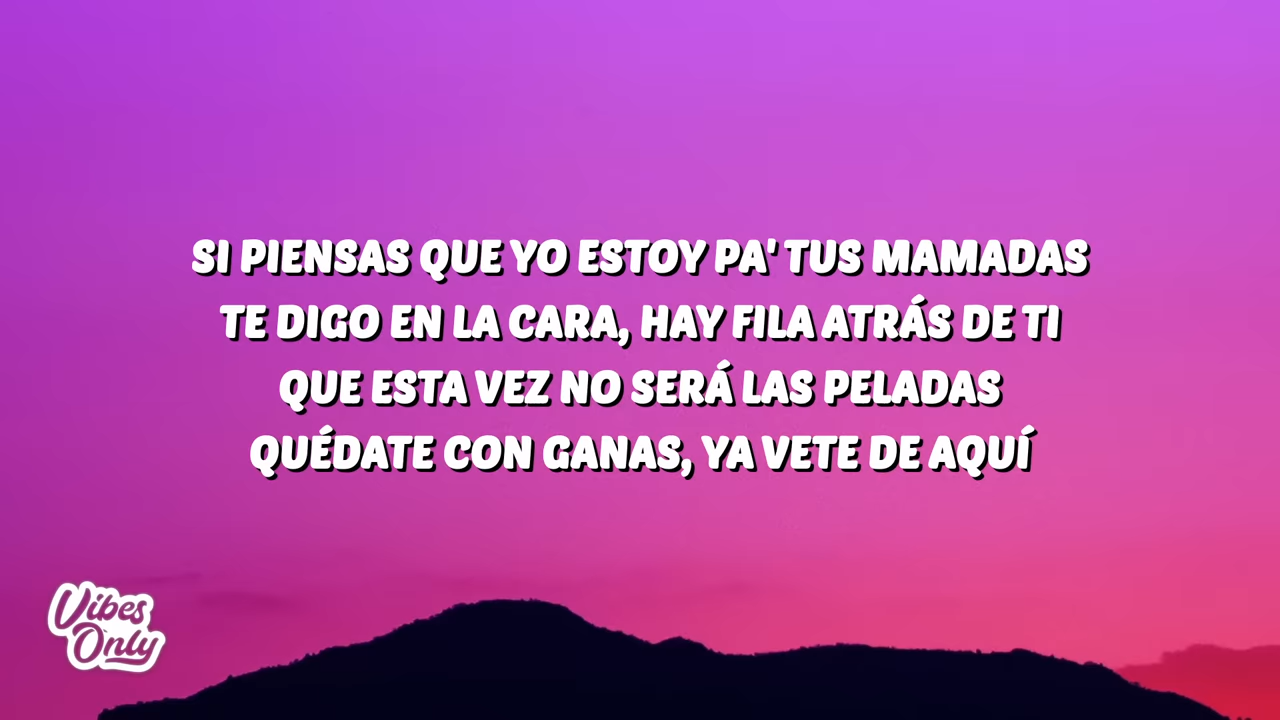 SI PIENSAS QUE YO ESTOY PA' TUS MAMADAS
TE DIGO EN LA CARA, HAY FILA ATRÁS DE TI
QUE ESTA VEZ NO SERÁ LAS PELADAS
QUÉDATE CON GANAS, YA VETE DE AQUÍ
Vibes
Only